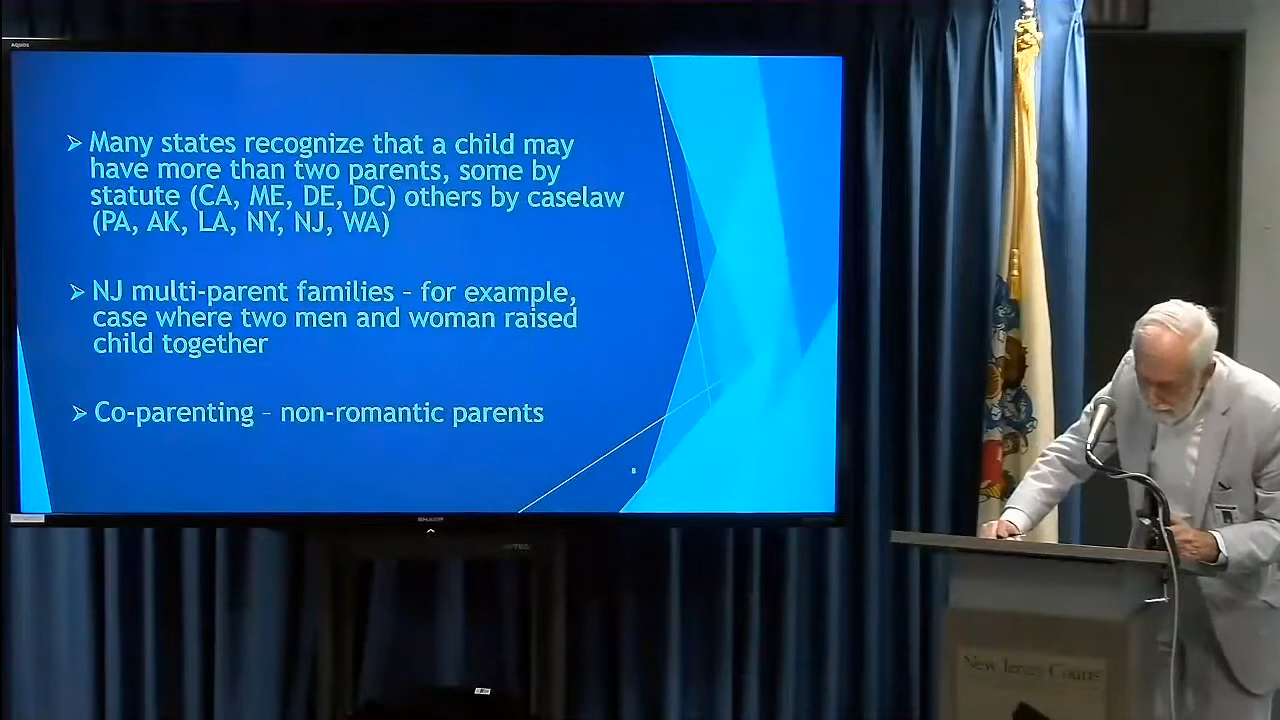 AQUOS
➢ Many states recognize that a child may
have more than two parents, some by
statute (CA, ME, DE, DC) others by caselaw
(PA, AK, LA, NY, NJ, WA)
➢ NJ multi-parent families – for example,
case where two men and woman raised
child together
➢ Co-parenting – non-romantic parents
8
SHARP
New Jersey Courts